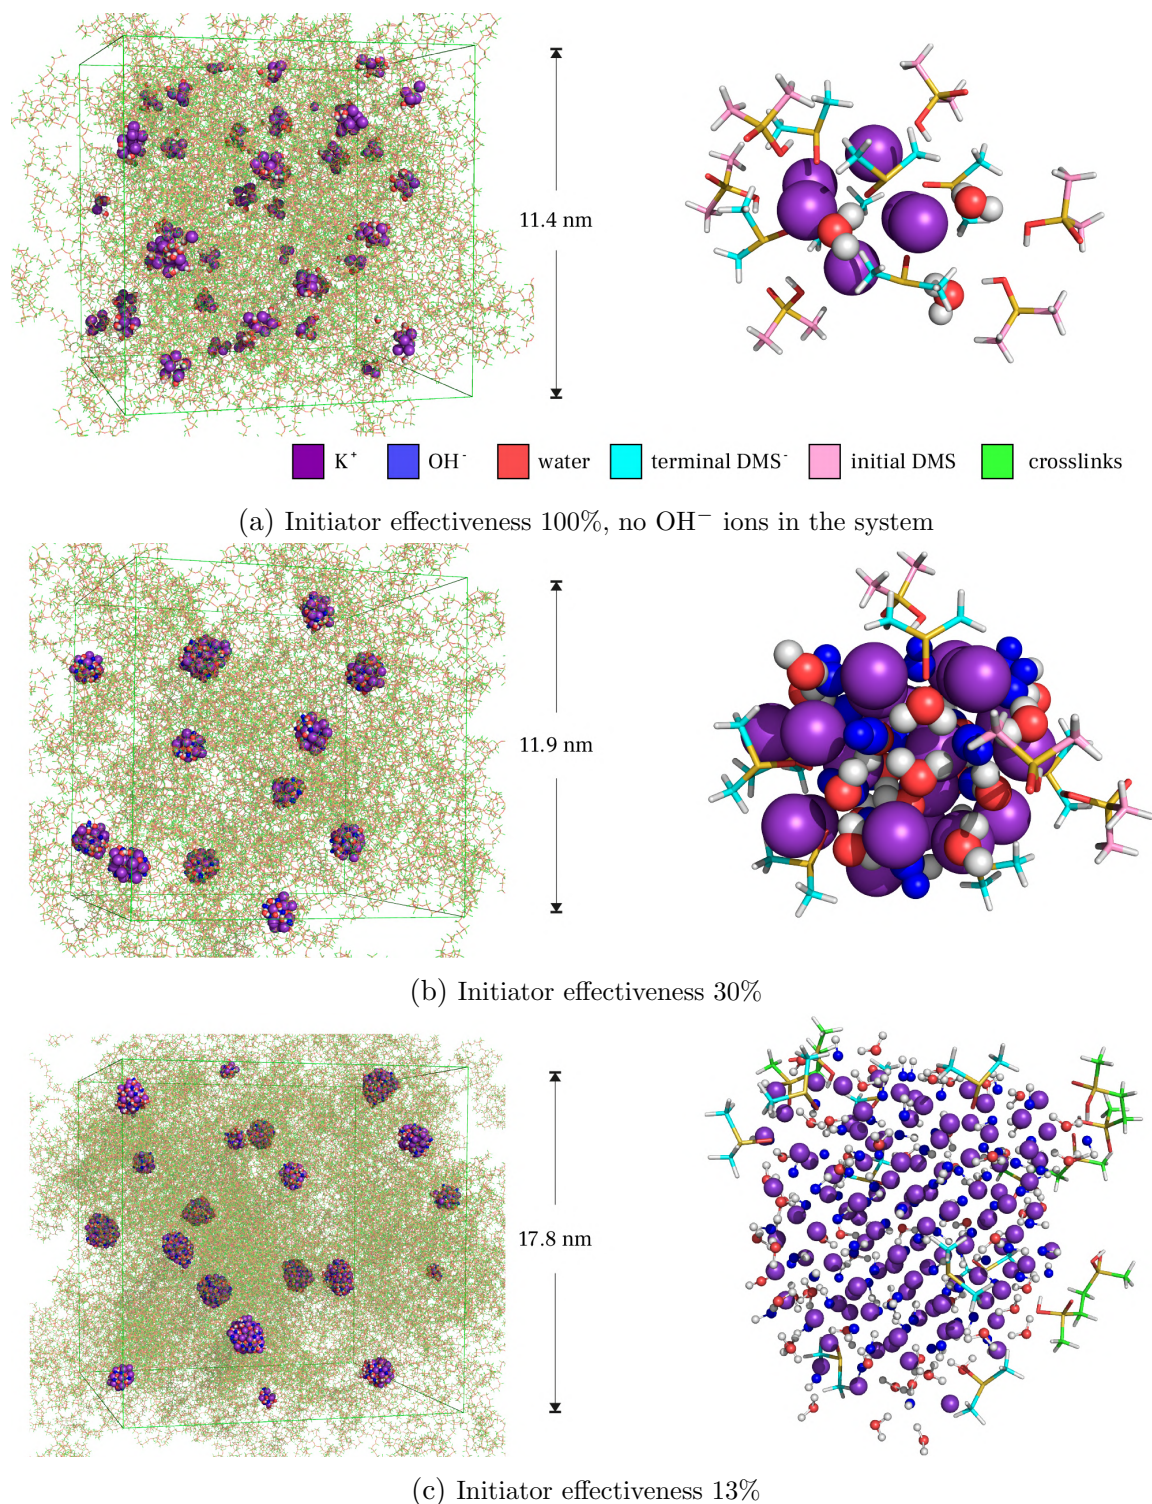 11.4 nm
K⁺ OH⁻ water terminal DMS⁻ initial DMS crosslinks
(a) Initiator effectiveness 100%, no OH⁻ ions in the system
11.9 nm
(b) Initiator effectiveness 30%
17.8 nm
(c) Initiator effectiveness 13%